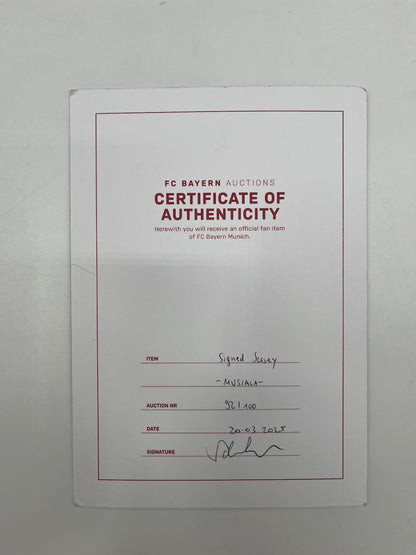 FC BAYERN AUCTIONS
CERTIFICATE OF
AUTHENTICITY
Herewith you will receive an official fan item
of FC Bayern Munich.
ITEM Signed Jersey
-MUSIALA-
AUCTION NR 92/100
DATE 20.03.2025
SIGNATURE